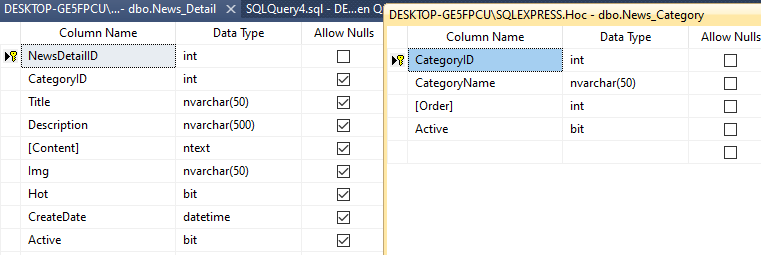 DESKTOP-GE5FPCU\...- dbo.News_Detail SQLQuery4.sql - DE...en Q
Column Name Data Type Allow Nulls
NewsDetailID int
CategoryID int
Title nvarchar(50)
Description nvarchar(500)
[Content] ntext
Img nvarchar(50)
Hot bit
CreateDate datetime
Active bit
DESKTOP-GE5FPCU\SQLEXPRESS.Hoc - dbo.News_Category
Column Name Data Type Allow Nulls
CategoryID int
CategoryName nvarchar(50)
[Order] int
Active bit